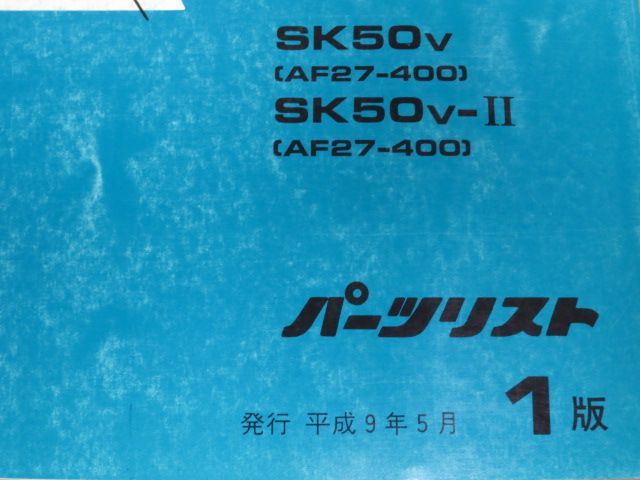 SK50V
(AF27-400)
SK50V-II
(AF27-400)
パーツリスト
発行 平成9年5月 1版